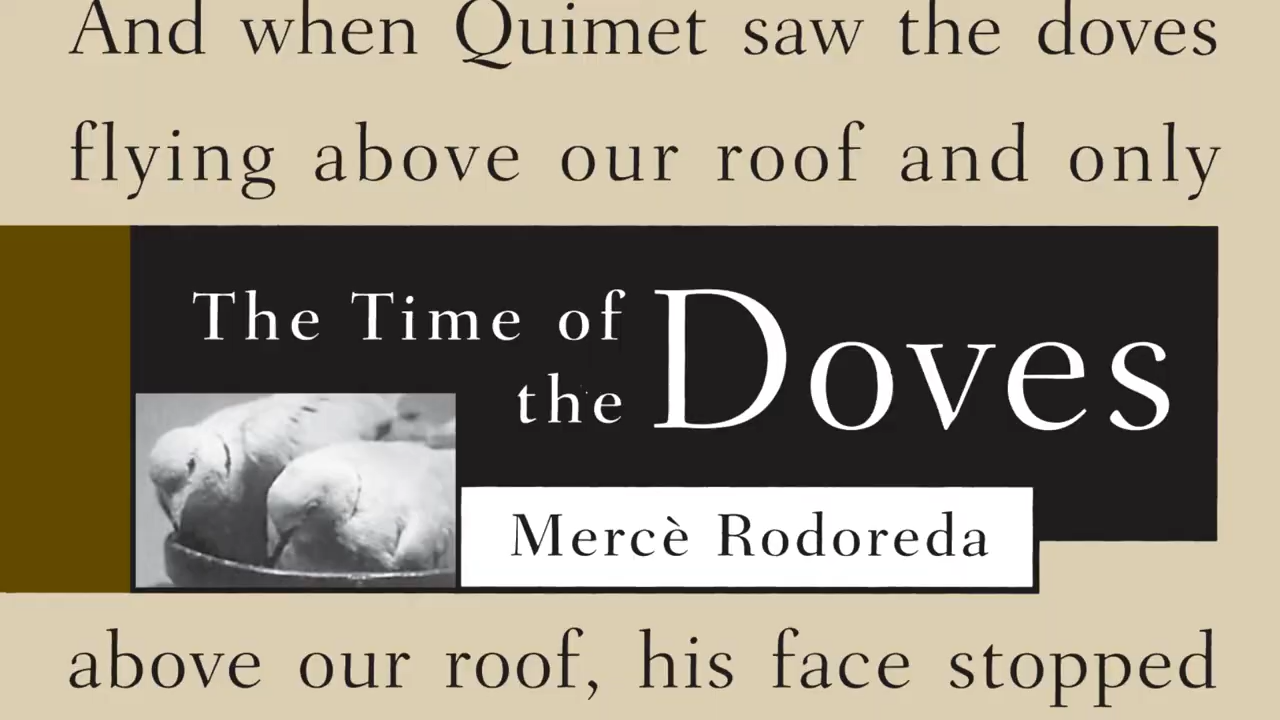 And when Quimet saw the doves
flying above our roof and only
The Time of
the Doves
Mercè Rodoreda
above our roof, his face stopped